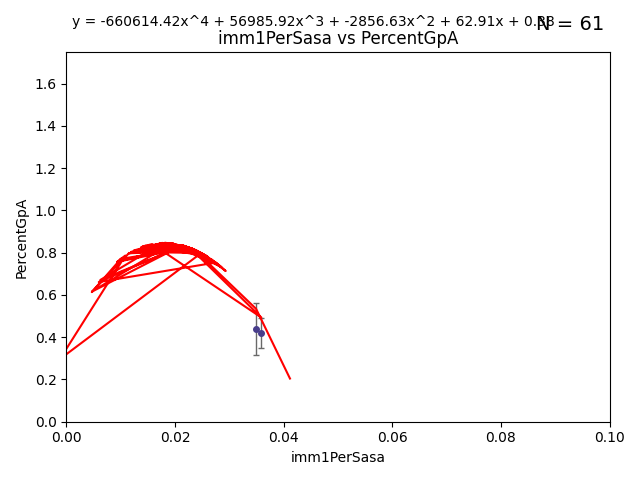 y = -660614.42x^4 + 56985.92x^3 + -2856.63x^2 + 62.91x + 0.33
N = 61
imm1PerSasa vs PercentGpA
1.6
1.4
1.2
1.0
0.8
0.6
0.4
0.2
0.0
PercentGpA
0.00 0.02 0.04 0.06 0.08 0.10
imm1PerSasa